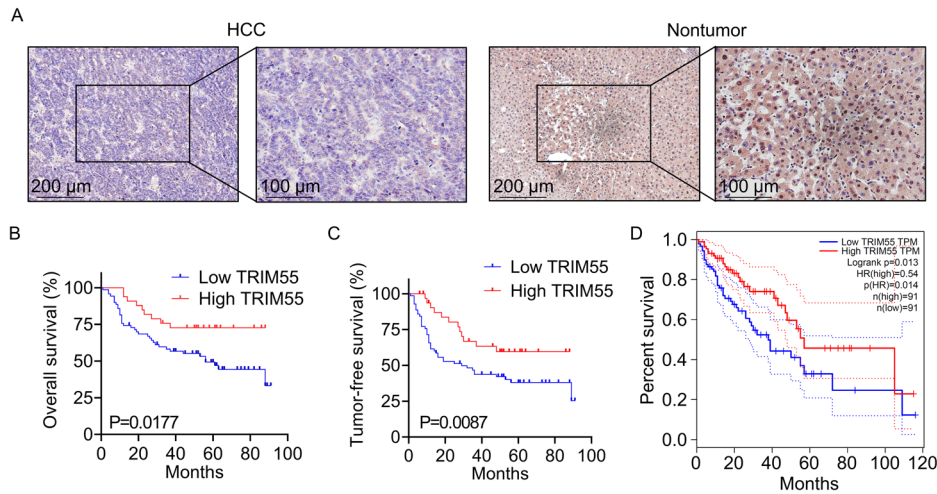 A
HCC
Nontumor
200 µm
100 µm
200 µm
100 µm
B
Overall survival (%)
100
75
50
25
0
Low TRIM55
High TRIM55
P=0.0177
0 20 40 60 80 100
Months
C
Tumor-free survival (%)
100
75
50
25
0
Low TRIM55
High TRIM55
P=0.0087
0 20 40 60 80 100
Months
D
Percent survival
1.0
0.8
0.6
0.4
0.2
0.0
Low TRIM55 TPM
High TRIM55 TPM
Logrank p=0.013
HR(high)=0.54
p(HR)=0.014
n(high)=91
n(low)=91
0 20 40 60 80 100 120
Months